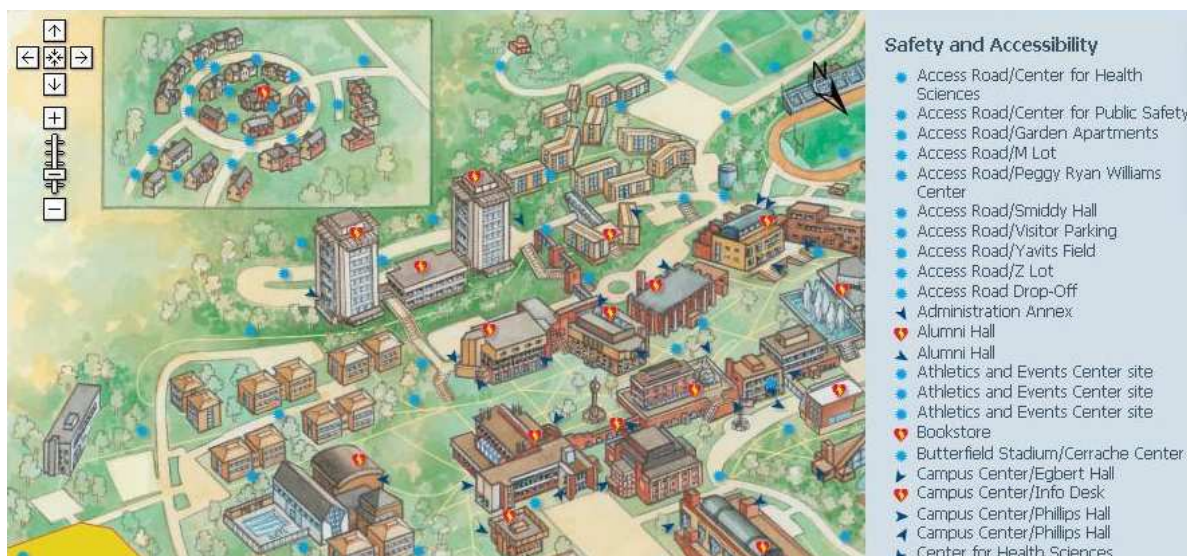 N
Safety and Accessibility
Access Road/Center for Health
Sciences
Access Road/Center for Public Safety
Access Road/Garden Apartments
Access Road/M Lot
Access Road/Peggy Ryan Williams
Center
Access Road/Smiddy Hall
Access Road/Visitor Parking
Access Road/Yavits Field
Access Road/Z Lot
Access Road Drop-Off
Administration Annex
Alumni Hall
Alumni Hall
Athletics and Events Center site
Athletics and Events Center site
Athletics and Events Center site
Bookstore
Butterfield Stadium/Cerrache Center
Campus Center/Egbert Hall
Campus Center/Info Desk
Campus Center/Phillips Hall
Campus Center/Phillips Hall
Center for Health Sciences